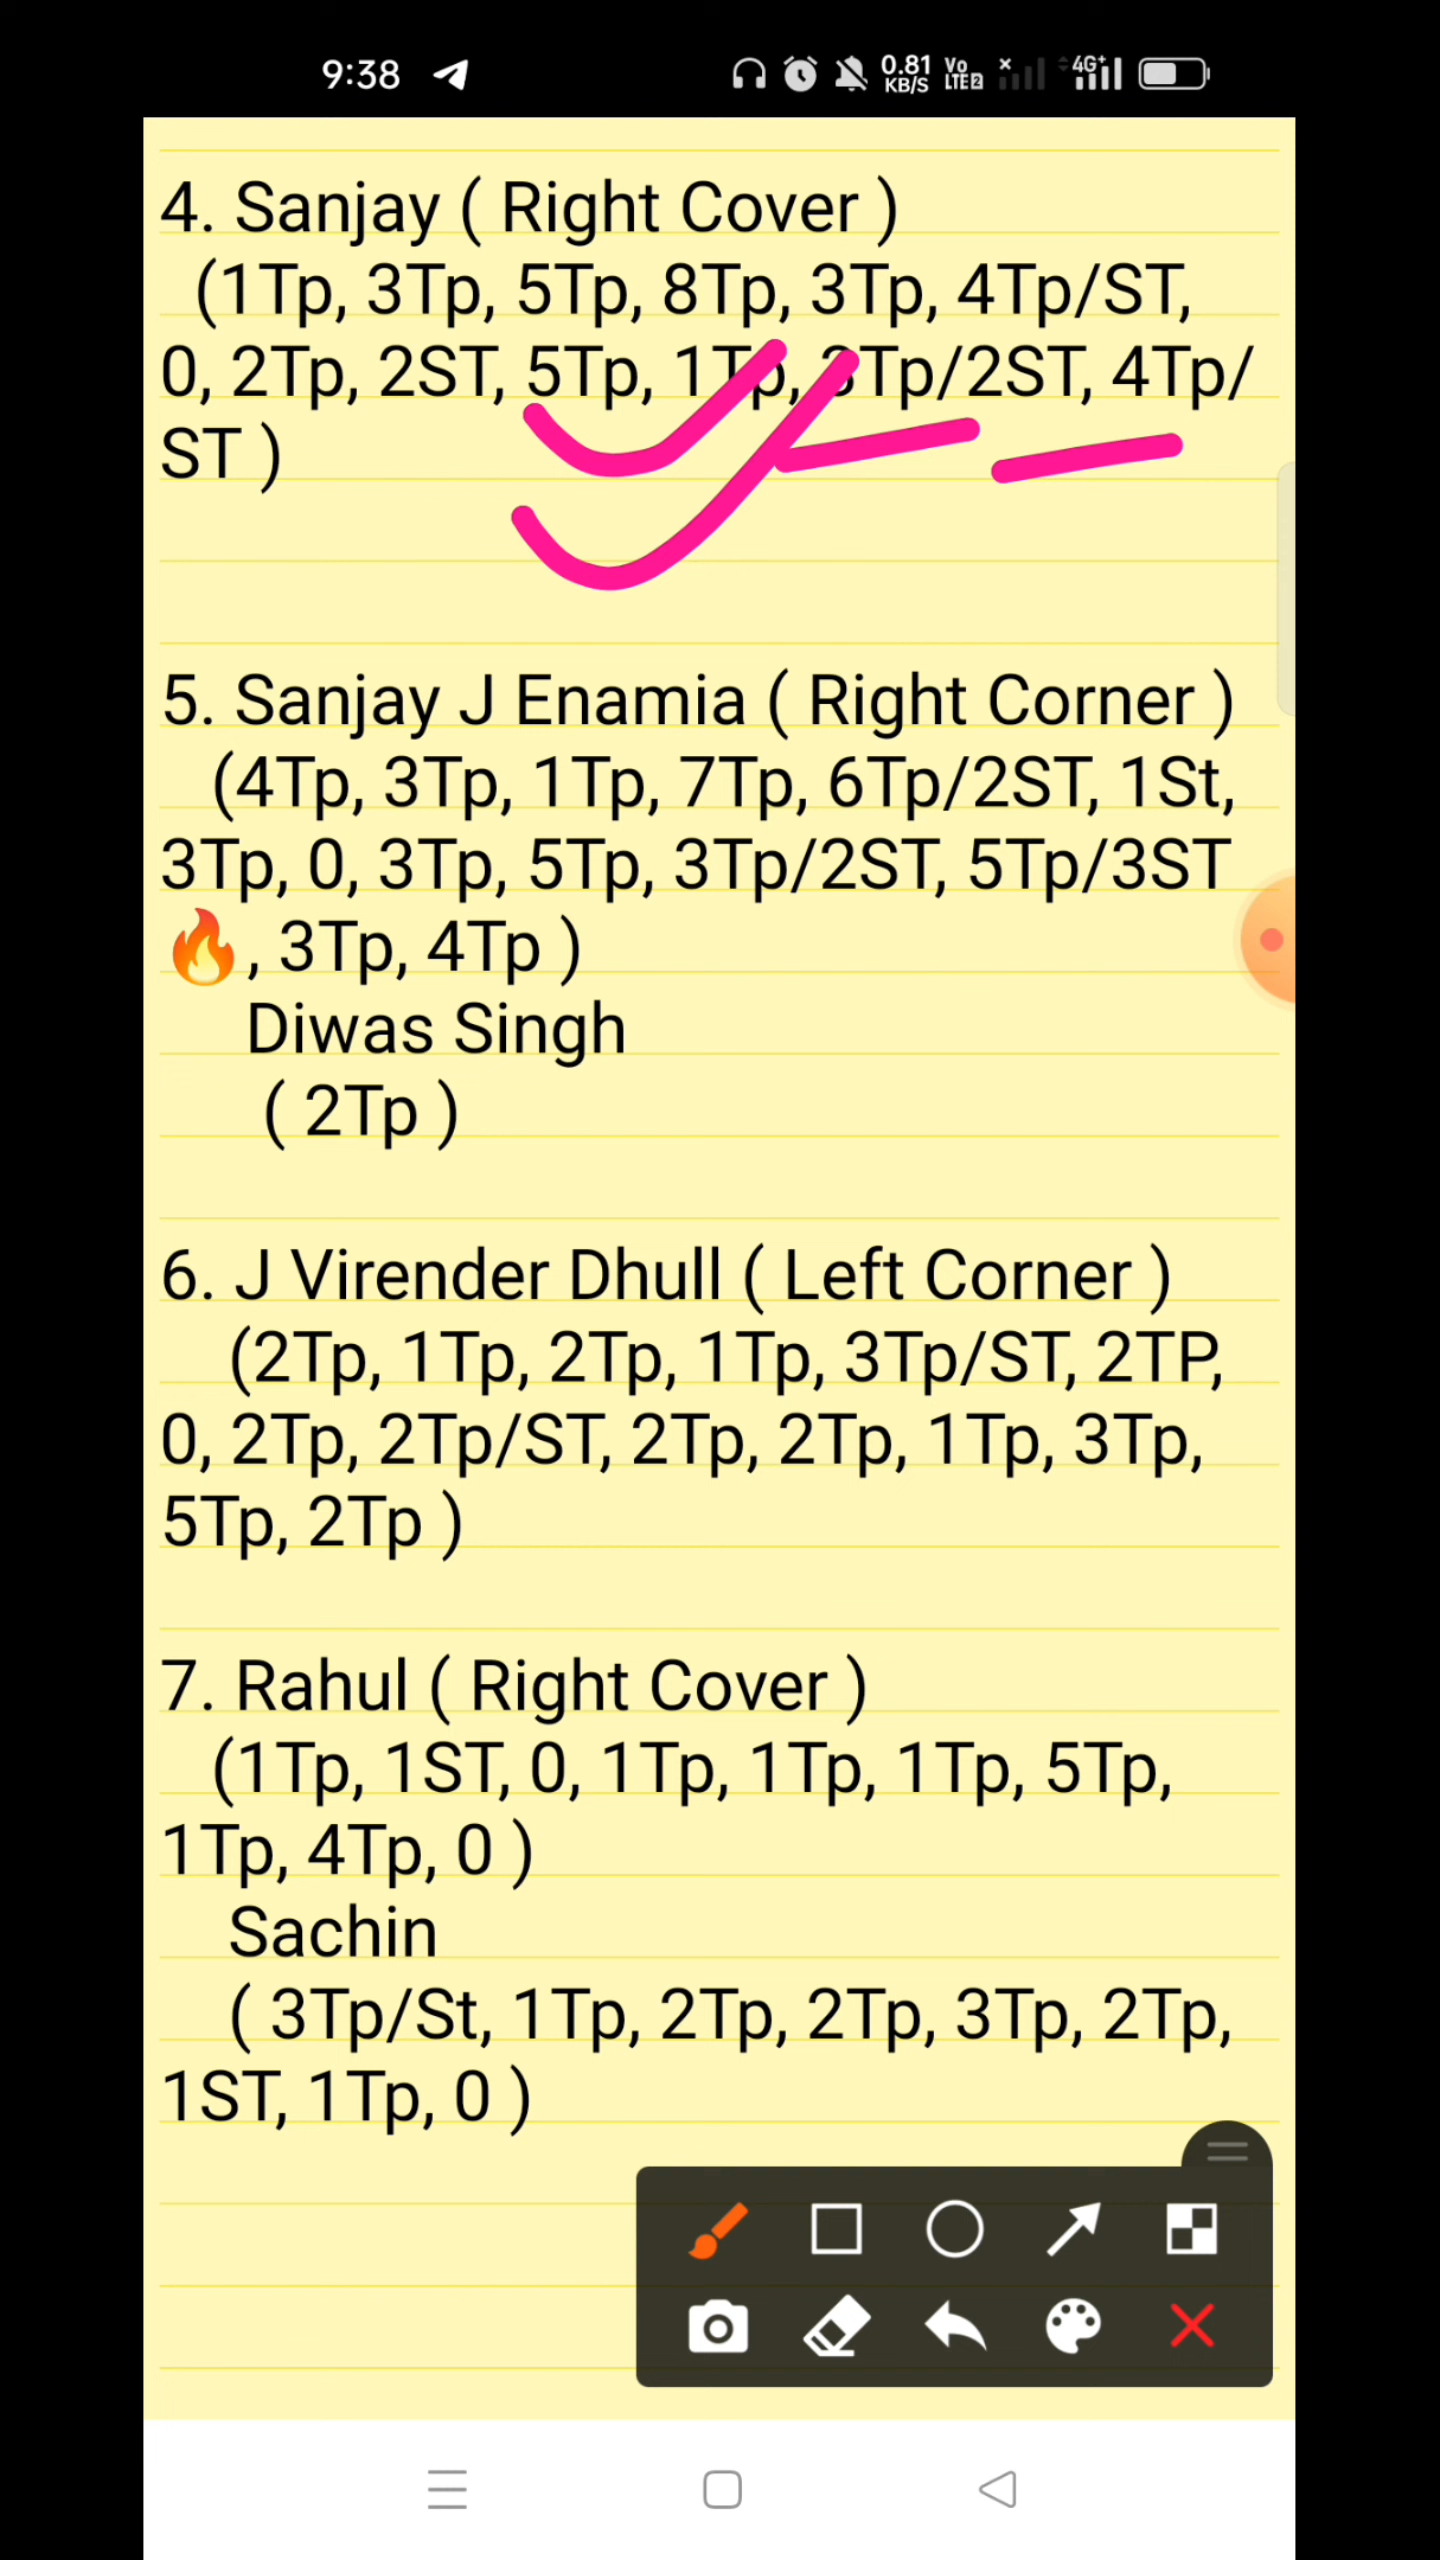 9:38 0.81 KB/S Vo LTE2 4G+
4. Sanjay ( Right Cover )
(1Tp, 3Tp, 5Tp, 8Tp, 3Tp, 4Tp/ST,
0, 2Tp, 2ST, 5Tp, 1Tp, 3Tp/2ST, 4Tp/
ST )
5. Sanjay J Enamia ( Right Corner )
(4Tp, 3Tp, 1Tp, 7Tp, 6Tp/2ST, 1St,
3Tp, 0, 3Tp, 5Tp, 3Tp/2ST, 5Tp/3ST
🔥, 3Tp, 4Tp )
Diwas Singh
( 2Tp )
6. J Virender Dhull ( Left Corner )
(2Tp, 1Tp, 2Tp, 1Tp, 3Tp/ST, 2TP,
0, 2Tp, 2Tp/ST, 2Tp, 2Tp, 1Tp, 3Tp,
5Tp, 2Tp )
7. Rahul ( Right Cover )
(1Tp, 1ST, 0, 1Tp, 1Tp, 1Tp, 5Tp,
1Tp, 4Tp, 0 )
Sachin
( 3Tp/St, 1Tp, 2Tp, 2Tp, 3Tp, 2Tp,
1ST, 1Tp, 0 )